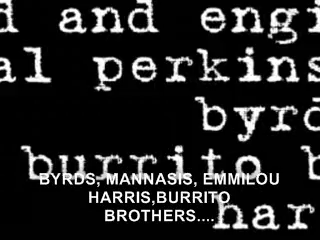 d and engi
al perkins
byrd
burrito b
har
BYRDS, MANNASIS, EMMILOU
HARRIS,BURRITO
BROTHERS....